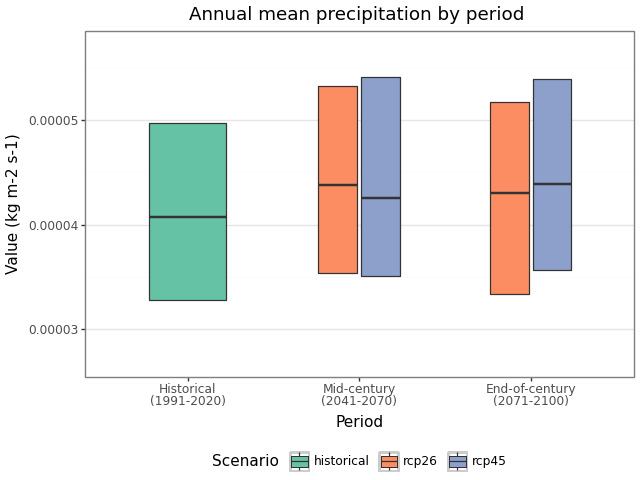 Annual mean precipitation by period
Value (kg m-2 s-1)
0.00005
0.00004
0.00003
Historical
(1991-2020)
Mid-century
(2041-2070)
End-of-century
(2071-2100)
Period
Scenario historical rcp26 rcp45